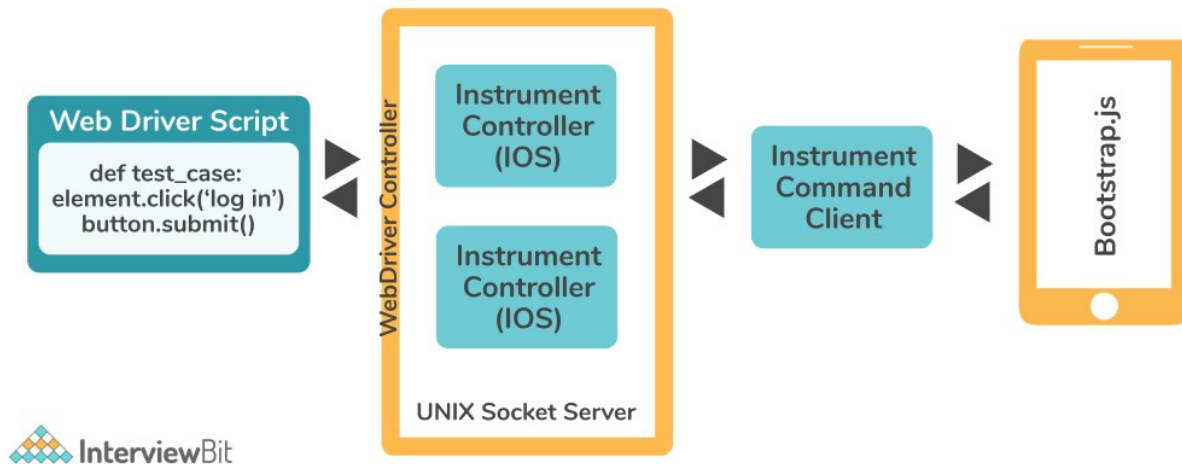 Web Driver Script
def test_case:
element.click(‘log in’)
button.submit()
WebDriver Controller
Instrument
Controller
(IOS)
Instrument
Controller
(IOS)
UNIX Socket Server
Instrument
Command
Client
Bootstrap.js
InterviewBit